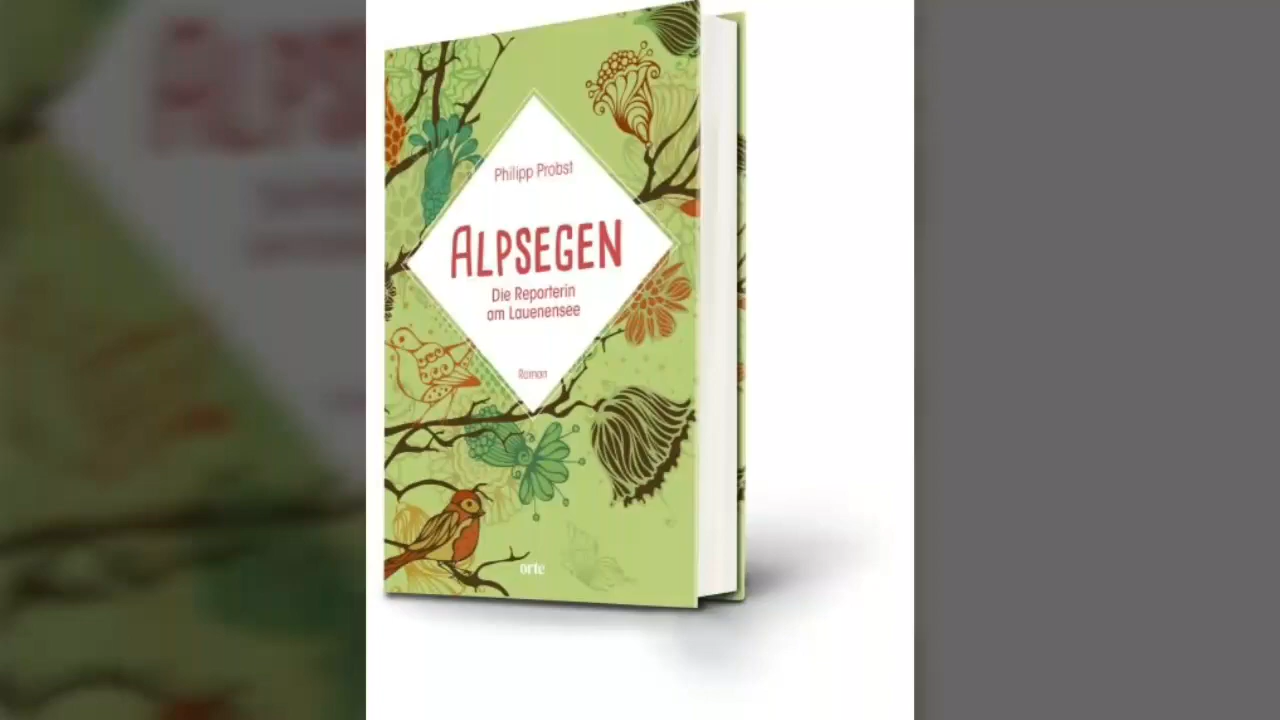 Philipp Probst
ALPSEGEN
Die Reporterin
am Lauenensee
Roman
orte